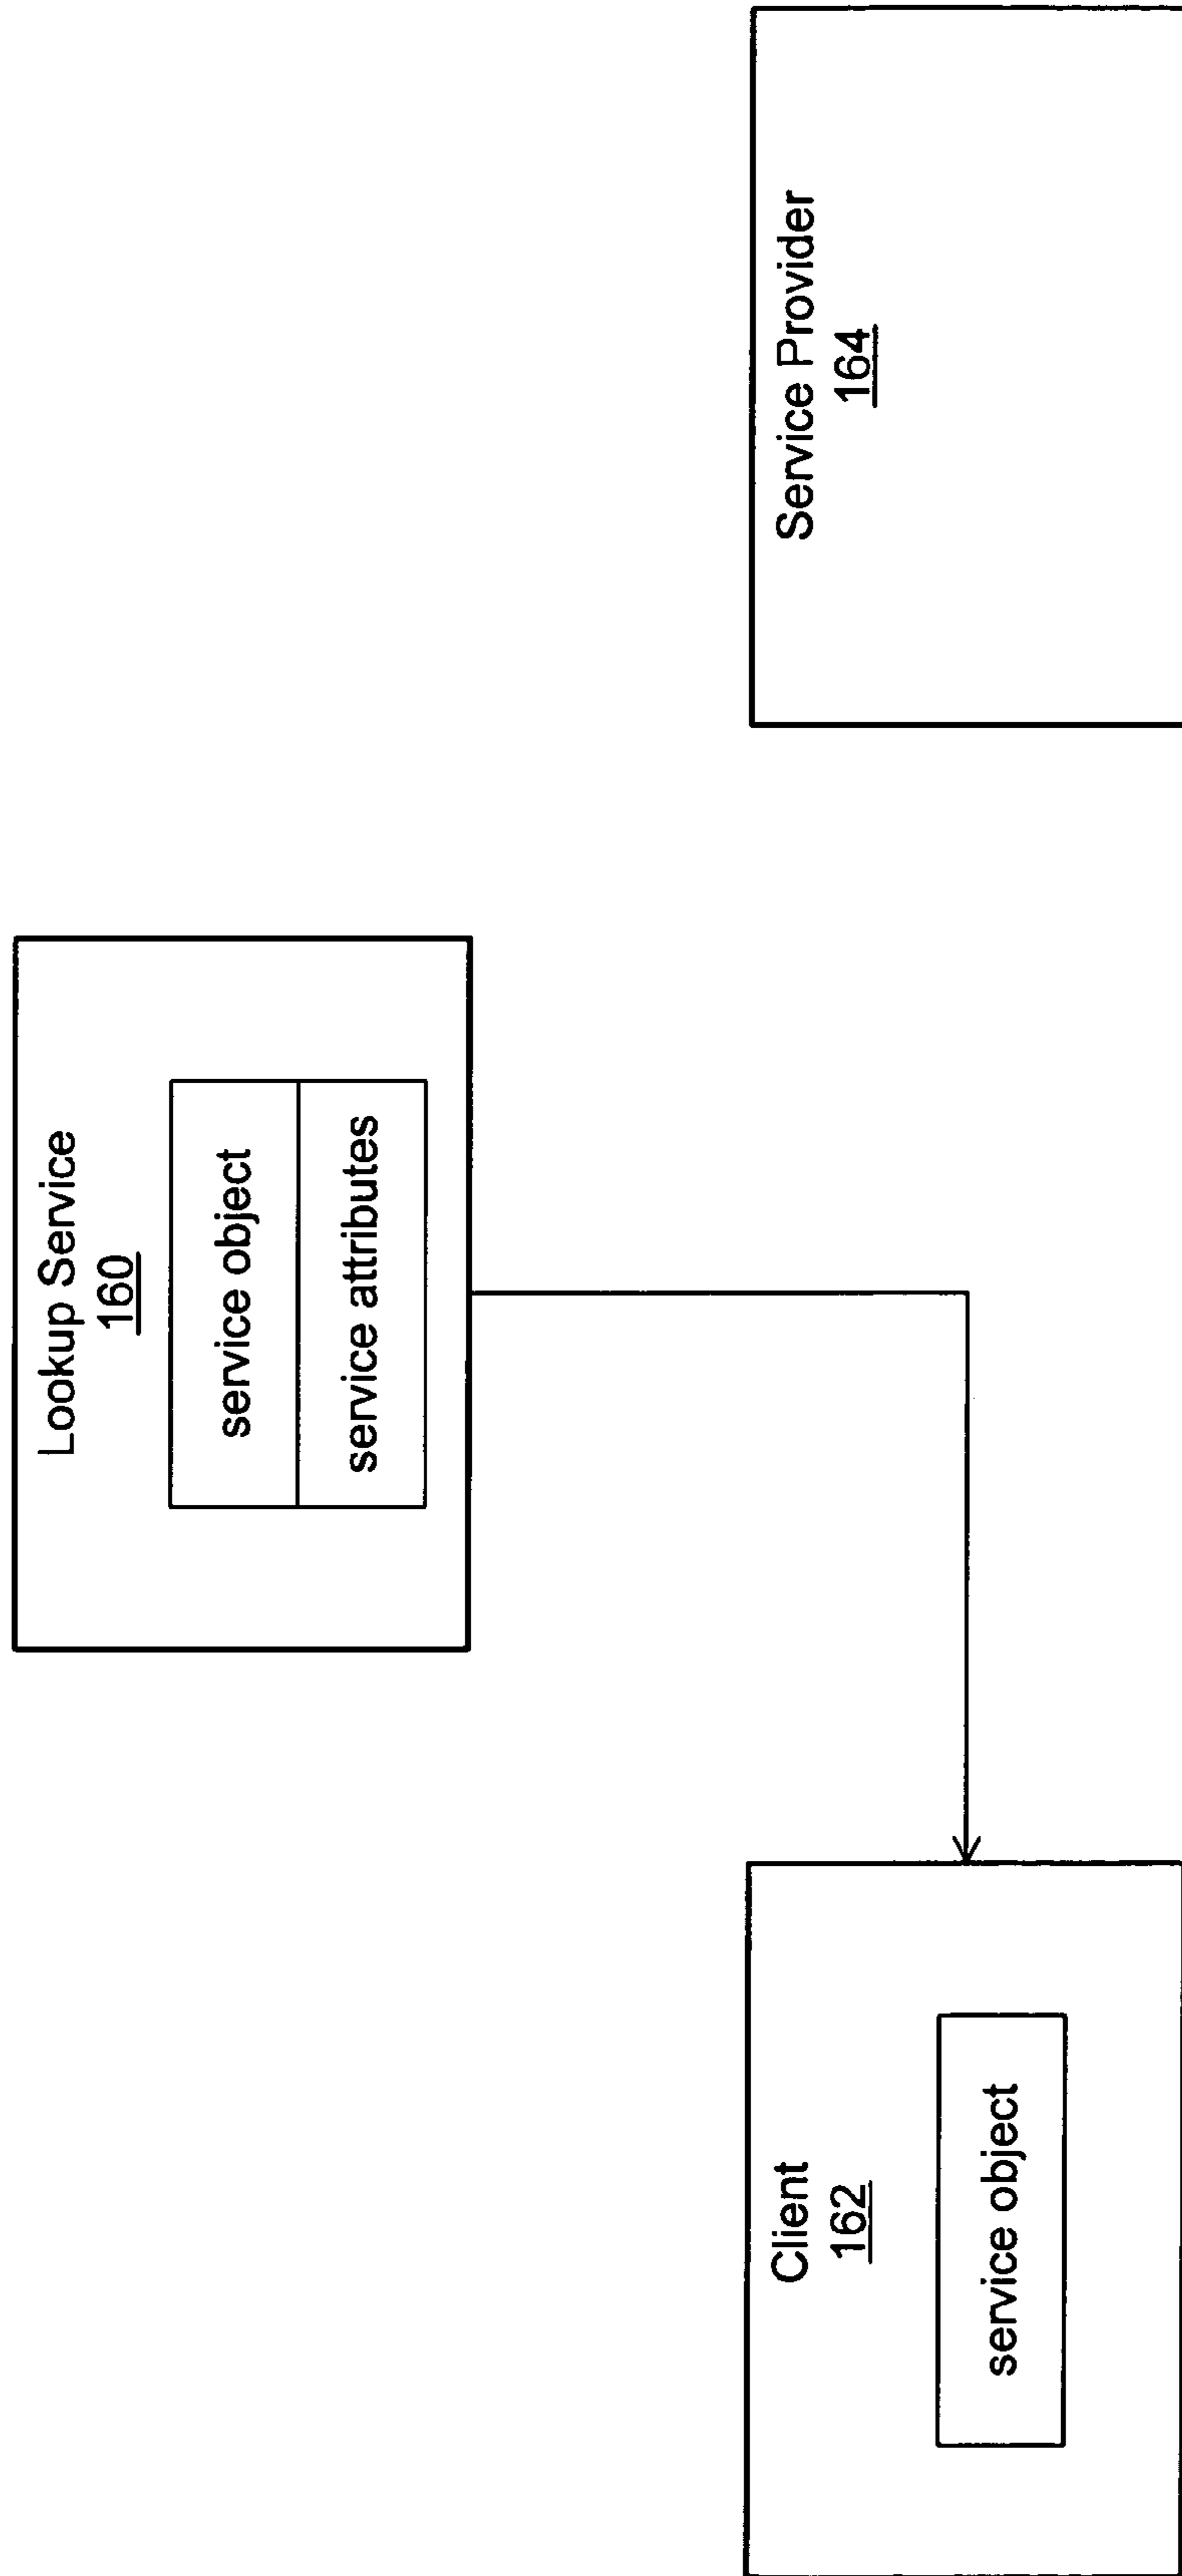 Lookup Service
160
service object
service attributes
Client
162
service object
Service Provider
164